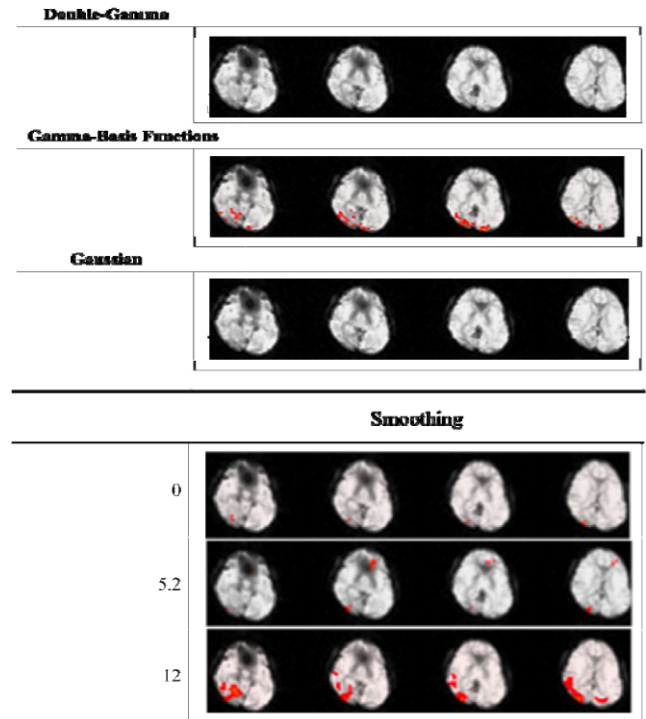 Double-Gamma
Gamma-Basis Functions
Gaussian
Smoothing
0
5.2
12